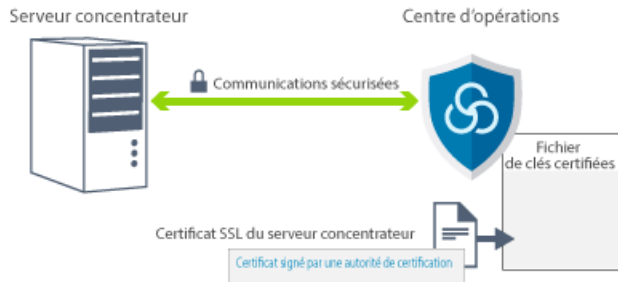 Serveur concentrateur
Centre d'opérations
Communications sécurisées
Fichier
de clés certifiées
Certificat SSL du serveur concentrateur
Certificat signé par une autorité de certification